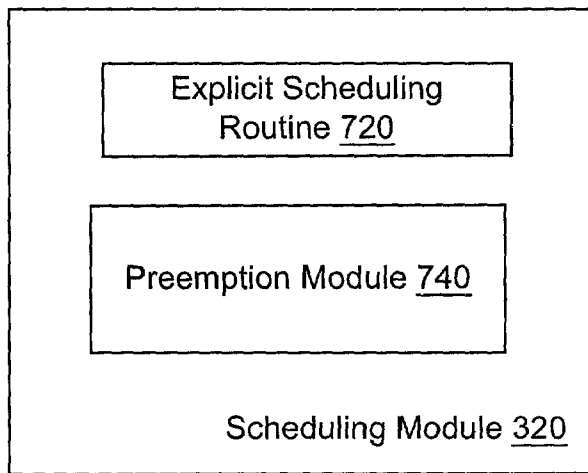 Explicit Scheduling
Routine 720
Preemption Module 740
Scheduling Module 320